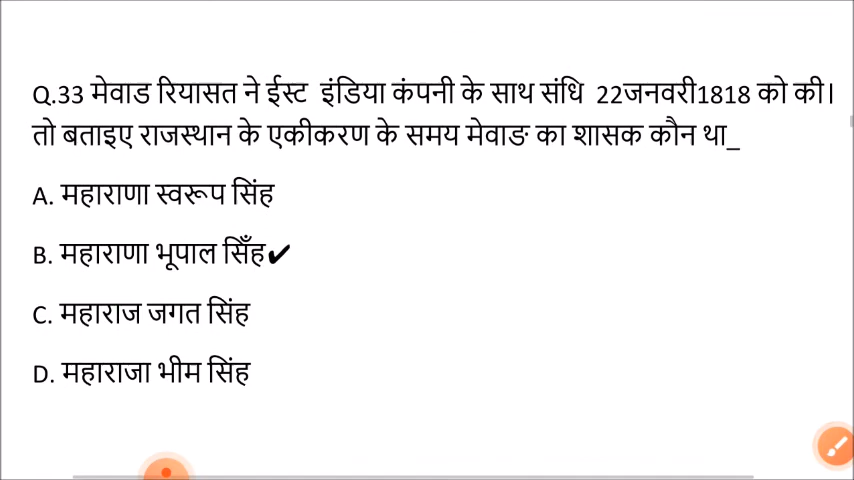 Q.33 मेवाड रियासत ने ईस्ट इंडिया कंपनी के साथ संधि 22जनवरी1818 को की।
तो बताइए राजस्थान के एकीकरण के समय मेवाङ का शासक कौन था_
A. महाराणा स्वरूप सिंह
B. महाराणा भूपाल सिँह✔
C. महाराज जगत सिंह
D. महाराजा भीम सिंह